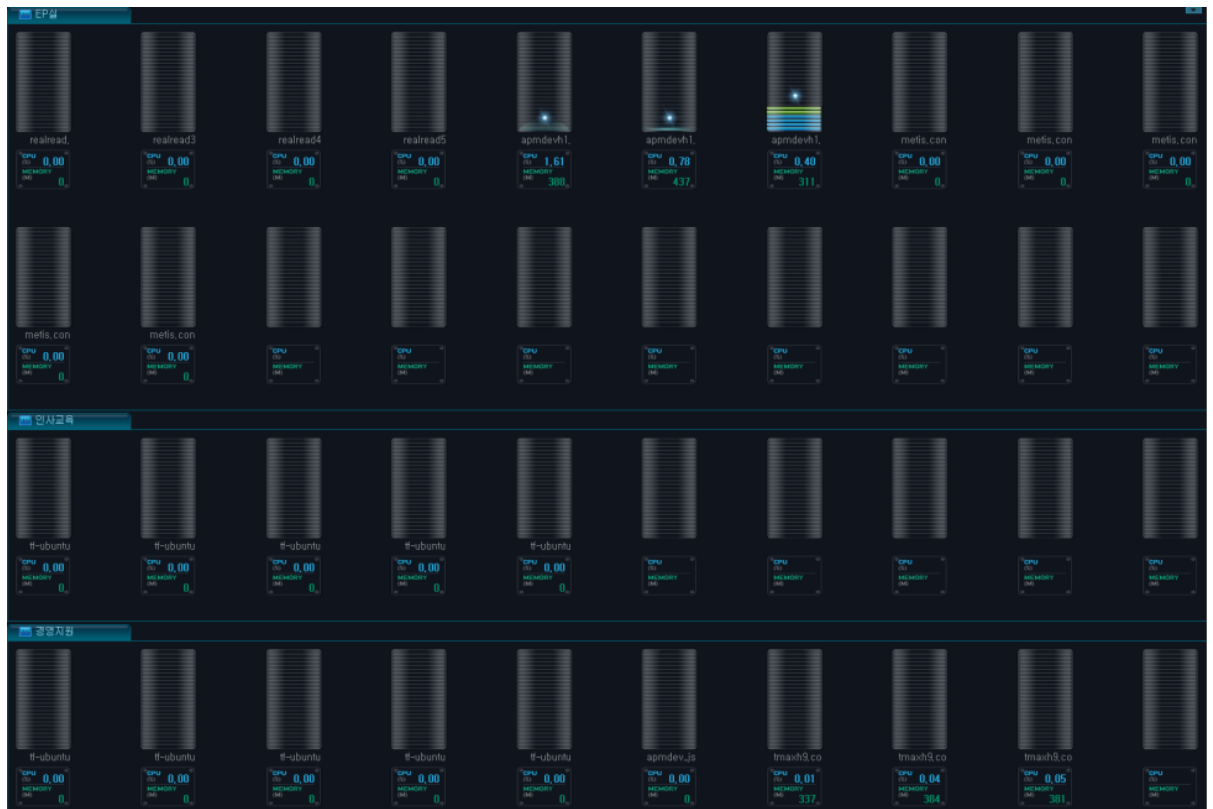 EP실
realread, realread3 realread4 realread5 apmdevh1, apmdevh1, apmdevh1, metis,con metis,con metis,con
CPU 0,00 CPU 0,00 CPU 0,00 CPU 0,00 CPU 1,61 CPU 0,78 CPU 0,40 CPU 0,00 CPU 0,00 CPU 0,00
(%) (%) (%) (%) (%) (%) (%) (%) (%) (%)
MEMORY MEMORY MEMORY MEMORY MEMORY MEMORY MEMORY MEMORY MEMORY MEMORY
(M) 0 (M) 0 (M) 0 (M) 0 (M) 380 (M) 437 (M) 311 (M) 0 (M) 0 (M) 0
metis,con metis,con
CPU 0,00 CPU 0,00 CPU CPU CPU CPU CPU CPU CPU CPU
(%) (%) (%) (%) (%) (%) (%) (%) (%) (%)
MEMORY MEMORY MEMORY MEMORY MEMORY MEMORY MEMORY MEMORY MEMORY MEMORY
(M) 0 (M) 0 (M) (M) (M) (M) (M) (M) (M) (M)
인사교육
tf-ubuntu tf-ubuntu tf-ubuntu tf-ubuntu tf-ubuntu
CPU 0,00 CPU 0,00 CPU 0,00 CPU 0,00 CPU 0,00 CPU CPU CPU CPU CPU
(%) (%) (%) (%) (%) (%) (%) (%) (%) (%)
MEMORY MEMORY MEMORY MEMORY MEMORY MEMORY MEMORY MEMORY MEMORY MEMORY
(M) 0 (M) 0 (M) 0 (M) 0 (M) 0 (M) (M) (M) (M) (M)
경영지원
tf-ubuntu tf-ubuntu tf-ubuntu tf-ubuntu tf-ubuntu apmdev_js tmaxh9,co tmaxh9,co tmaxh9,co
CPU 0,00 CPU 0,00 CPU 0,00 CPU 0,00 CPU 0,00 CPU 0,00 CPU 0,01 CPU 0,04 CPU 0,05 CPU
(%) (%) (%) (%) (%) (%) (%) (%) (%) (%)
MEMORY MEMORY MEMORY MEMORY MEMORY MEMORY MEMORY MEMORY MEMORY MEMORY
(M) 0 (M) 0 (M) 0 (M) 0 (M) 0 (M) 0 (M) 337 (M) 384 (M) 381 (M)